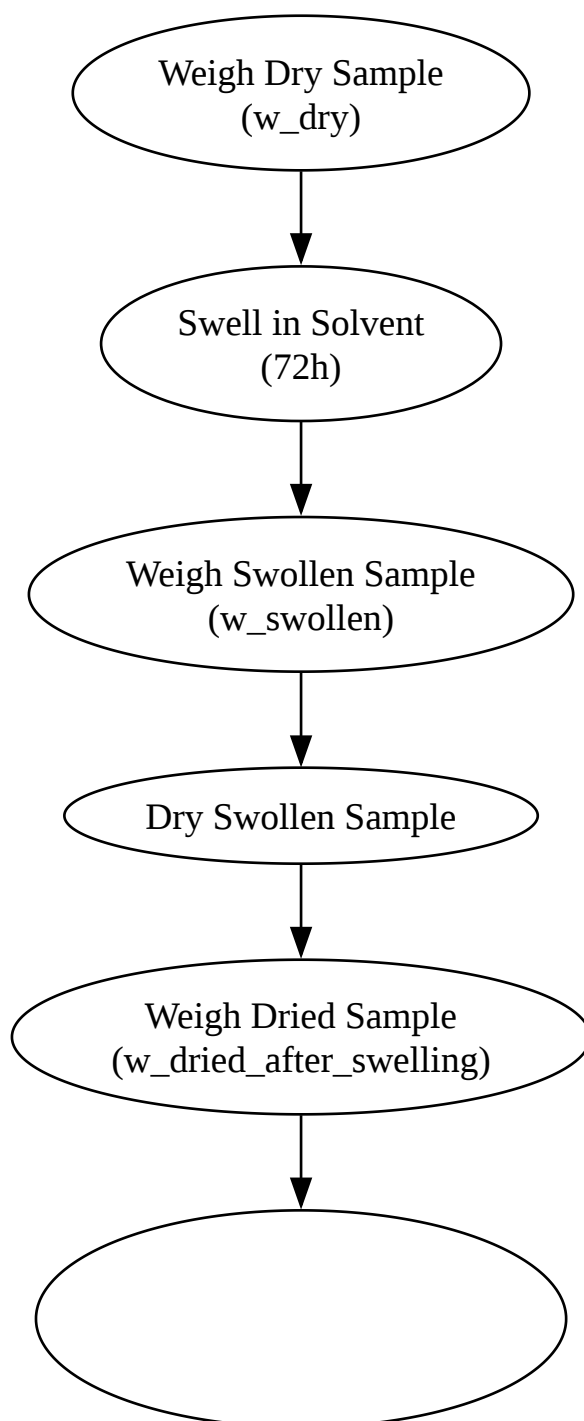 Weigh Dry Sample
(w_dry)
Swell in Solvent
(72h)
Weigh Swollen Sample
(w_swollen)
Dry Swollen Sample
Weigh Dried Sample
(w_dried_after_swelling)